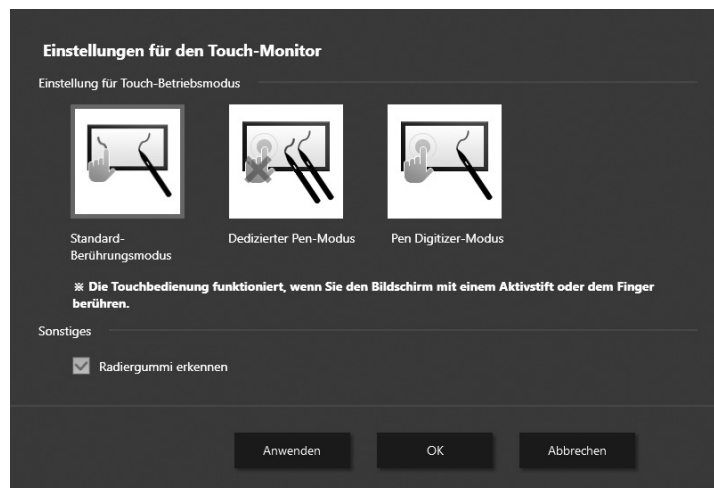 Einstellungen für den Touch-Monitor
Einstellung für Touch-Betriebsmodus
Standard-
Berührungsmodus
Dedizierter Pen-Modus
Pen Digitizer-Modus
※ Die Touchbedienung funktioniert, wenn Sie den Bildschirm mit einem Aktivstift oder dem Finger
berühren.
Sonstiges
Radiergummi erkennen
Anwenden
OK
Abbrechen